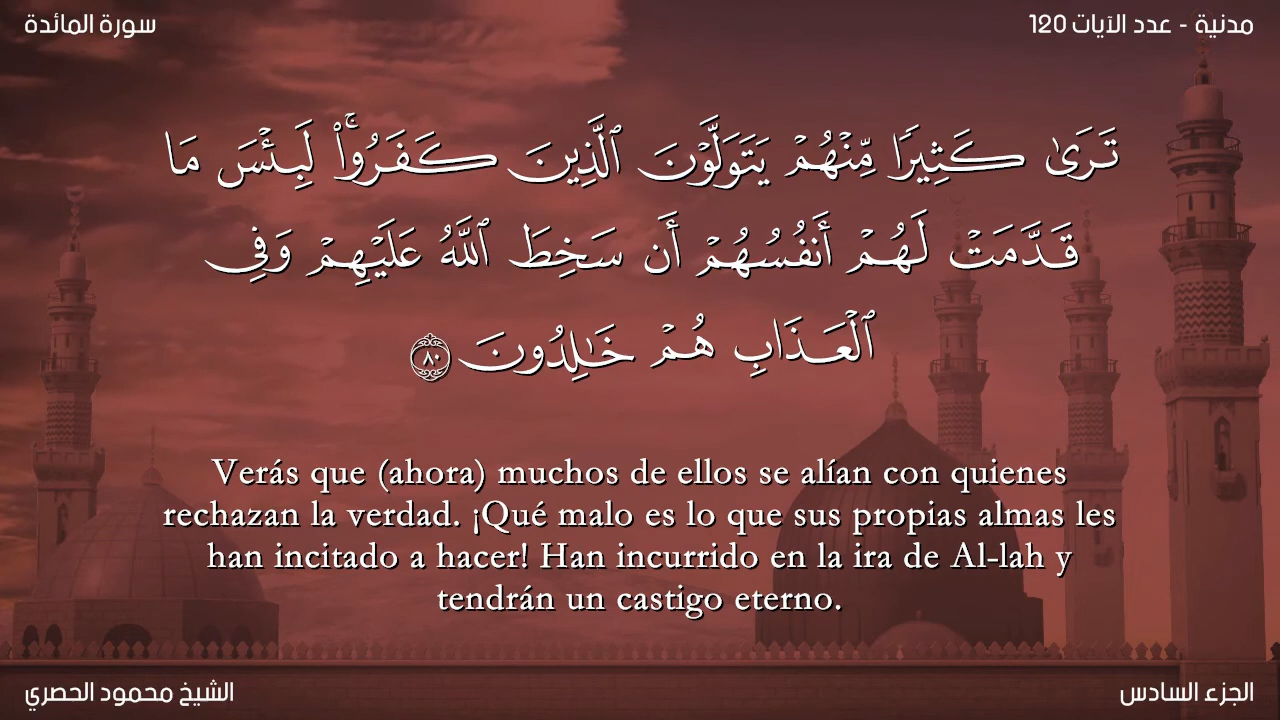 سورة المائدة
مدنية - عدد الآيات 120
تَرَىٰ كَثِيرًا مِّنْهُمْ يَتَوَلَّوْنَ ٱلَّذِينَ كَفَرُوا۟ۚ لَبِئْسَ مَا
قَدَّمَتْ لَهُمْ أَنفُسُهُمْ أَن سَخِطَ ٱللَّهُ عَلَيْهِمْ وَفِى
ٱلْعَذَابِ هُمْ خَـٰلِدُونَ ٨٠
Verás que (ahora) muchos de ellos se alían con quienes
rechazan la verdad. ¡Qué malo es lo que sus propias almas les
han incitado a hacer! Han incurrido en la ira de Al-lah y
tendrán un castigo eterno.
الشيخ محمود الحصري
الجزء السادس